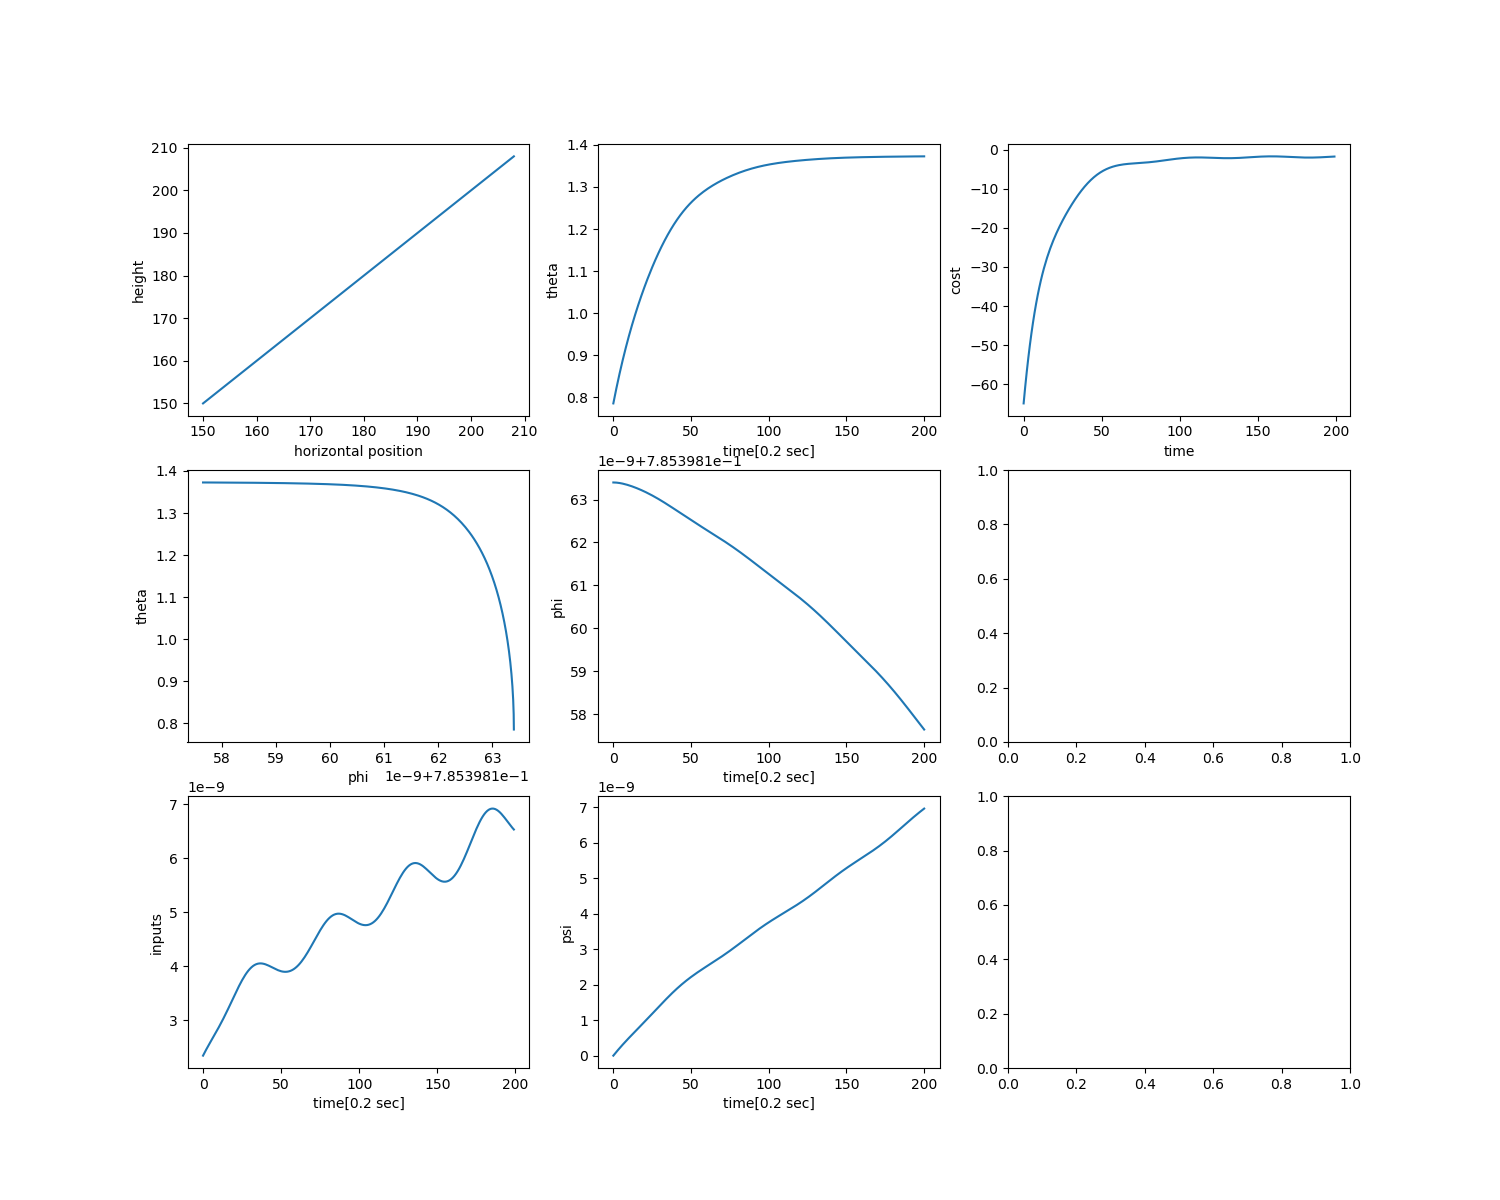 210
200
190
180
170
160
150
height
150 160 170 180 190 200 210
horizontal position
1.4
1.3
1.2
1.1
1.0
0.9
0.8
theta
0 50 100 150 200
time[0.2 sec]
0
−10
−20
−30
−40
−50
−60
cost
0 50 100 150 200
time
1.4
1.3
1.2
1.1
1.0
0.9
0.8
theta
58 59 60 61 62 63
phi 1e−9+7.853981e−1
1e−9+7.853981e−1
63
62
61
60
59
58
phi
0 50 100 150 200
time[0.2 sec]
1.0
0.8
0.6
0.4
0.2
0.0
0.0 0.2 0.4 0.6 0.8 1.0
1e−9
7
6
5
4
3
inputs
0 50 100 150 200
time[0.2 sec]
1e−9
7
6
5
4
3
2
1
0
psi
0 50 100 150 200
time[0.2 sec]
1.0
0.8
0.6
0.4
0.2
0.0
0.0 0.2 0.4 0.6 0.8 1.0